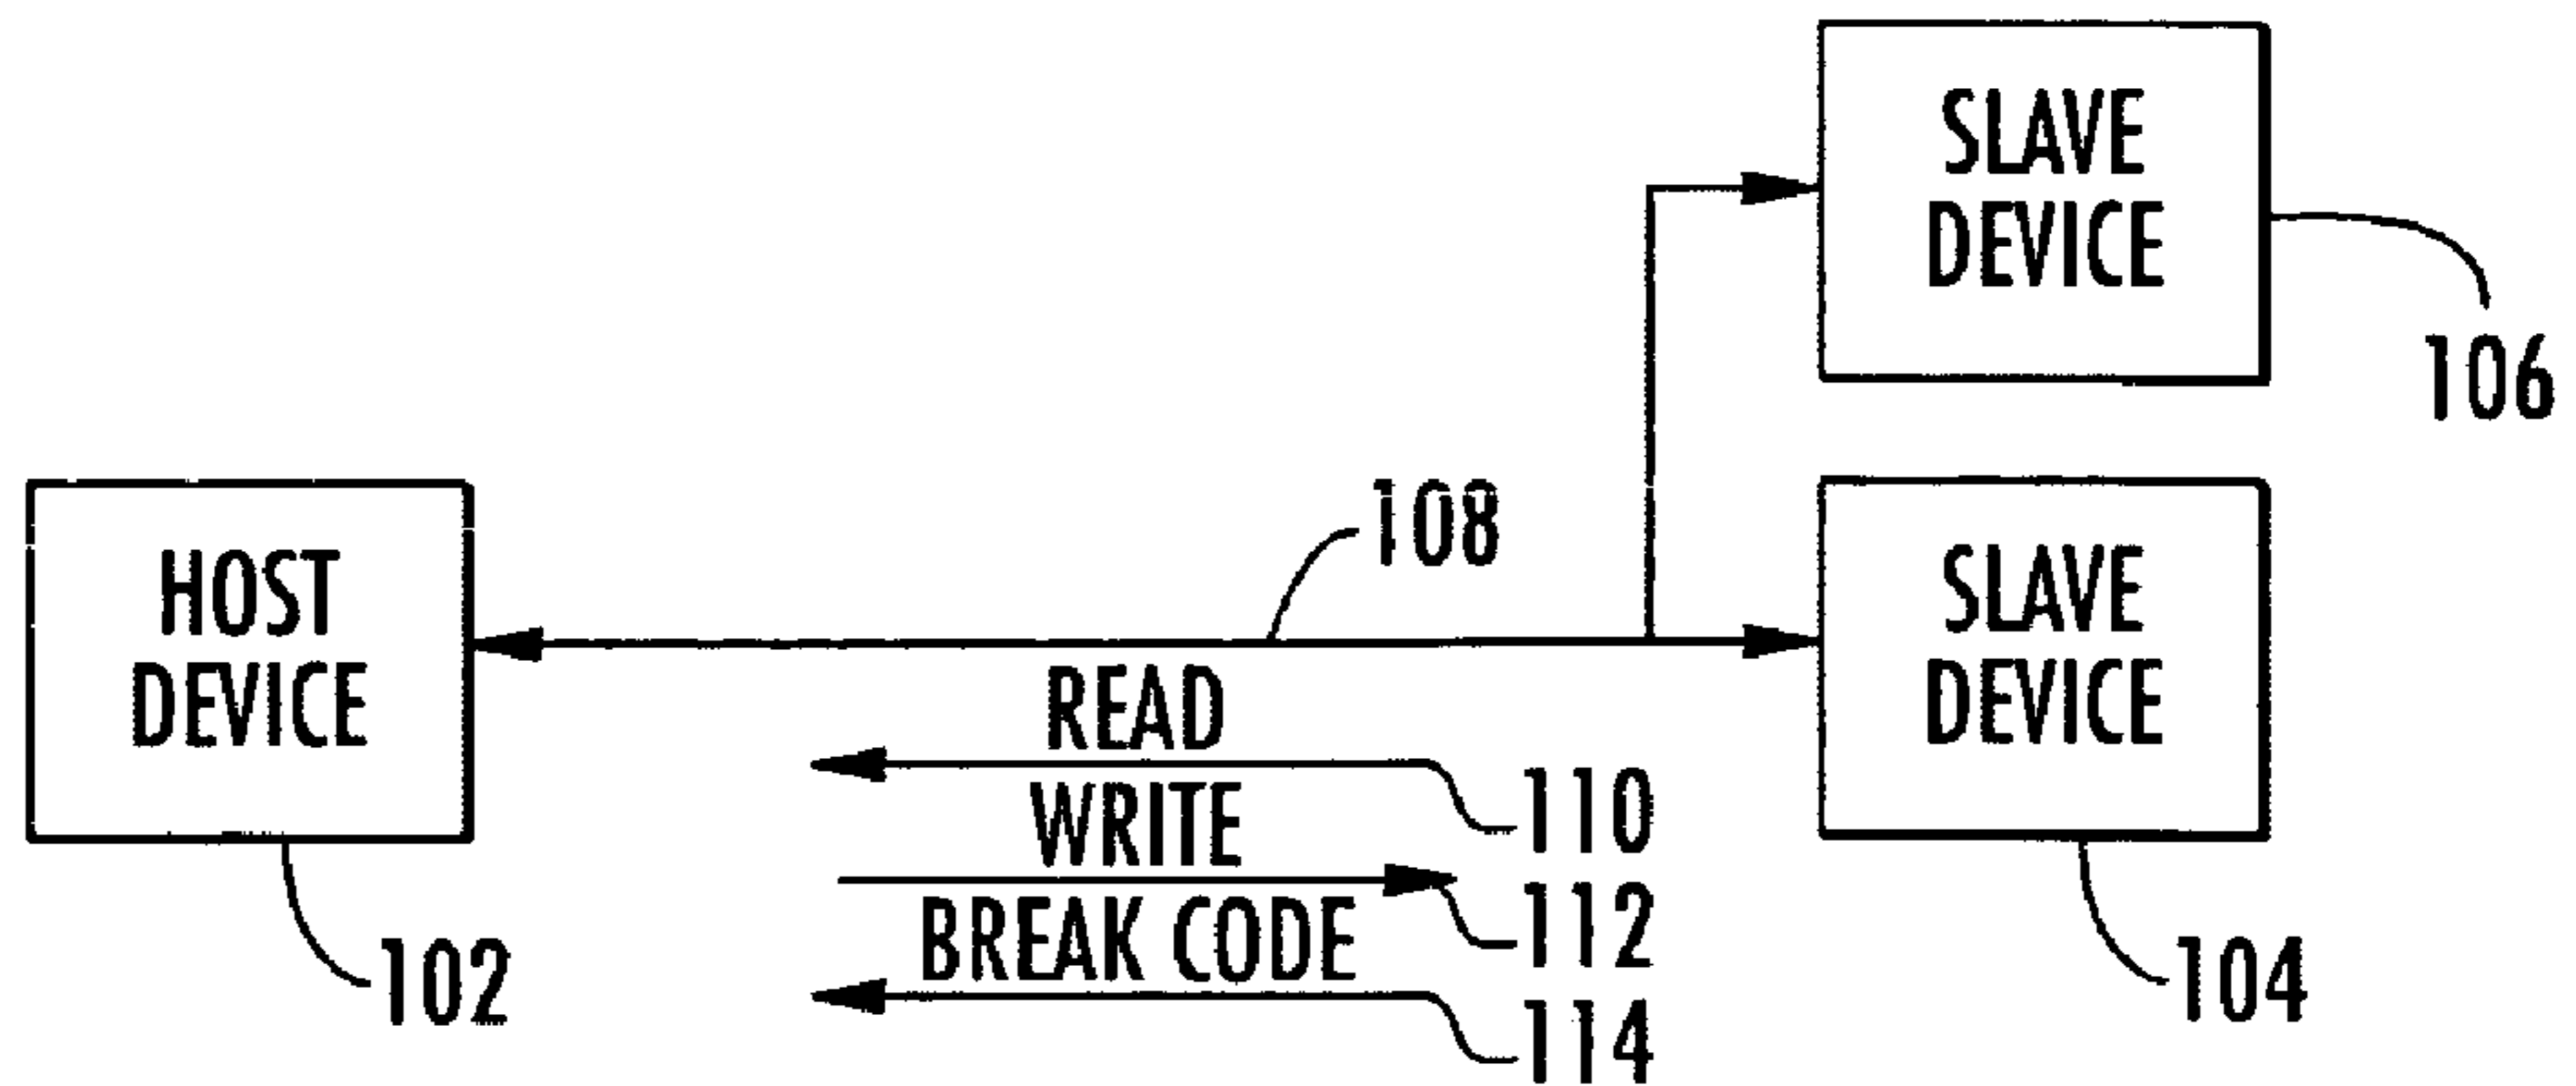 SLAVE
DEVICE
106
108
HOST
DEVICE
SLAVE
DEVICE
READ
110
WRITE
112
BREAK CODE
102
104
114